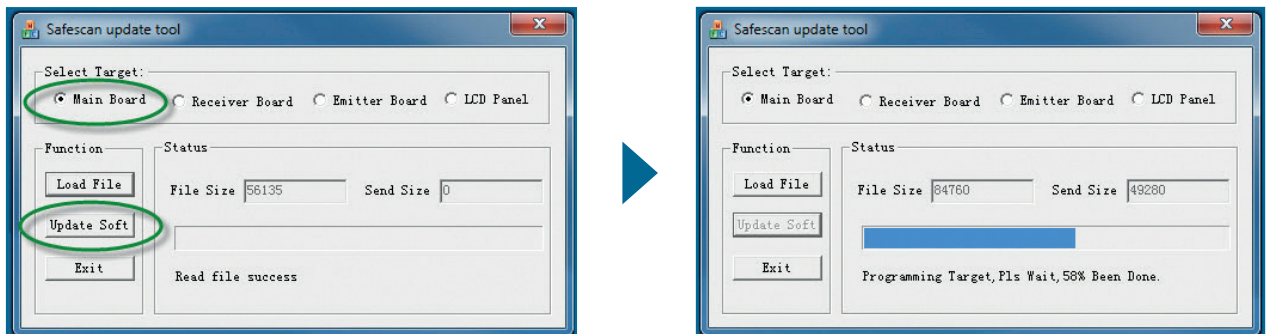 Safescan update tool
Select Target:
Main Board Receiver Board Emitter Board LCD Panel
Function
Status
Load File
File Size 56135 Send Size 0
Update Soft
Exit
Read file success
Safescan update tool
Select Target:
Main Board Receiver Board Emitter Board LCD Panel
Function
Status
Load File
File Size 84760 Send Size 49280
Update Soft
Exit
Programming Target,Pls Wait,58% Been Done.